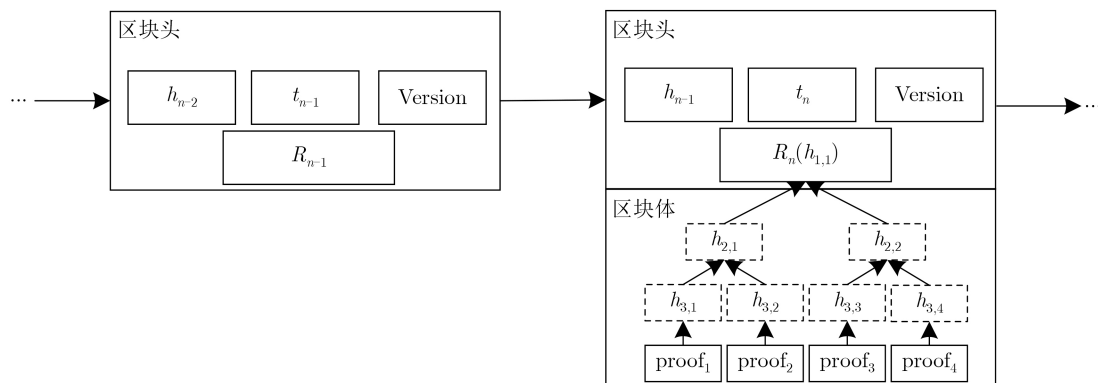 区块头
h_{n−2} t_{n−1} Version
R_{n−1}
区块头
h_{n−1} t_n Version
R_n(h_{1,1})
区块体
h_{2,1} h_{2,2}
h_{3,1} h_{3,2} h_{3,3} h_{3,4}
proof_1 proof_2 proof_3 proof_4
...
...